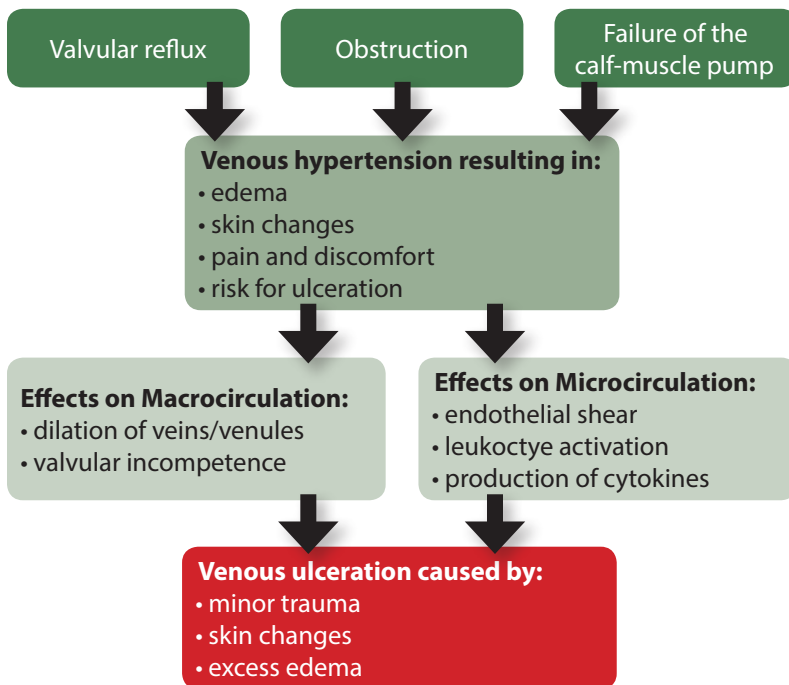 Valvular reflux
Obstruction
Failure of the
calf-muscle pump
Venous hypertension resulting in:
• edema
• skin changes
• pain and discomfort
• risk for ulceration
Effects on Macrocirculation:
• dilation of veins/venules
• valvular incompetence
Effects on Microcirculation:
• endothelial shear
• leukoctye activation
• production of cytokines
Venous ulceration caused by:
• minor trauma
• skin changes
• excess edema